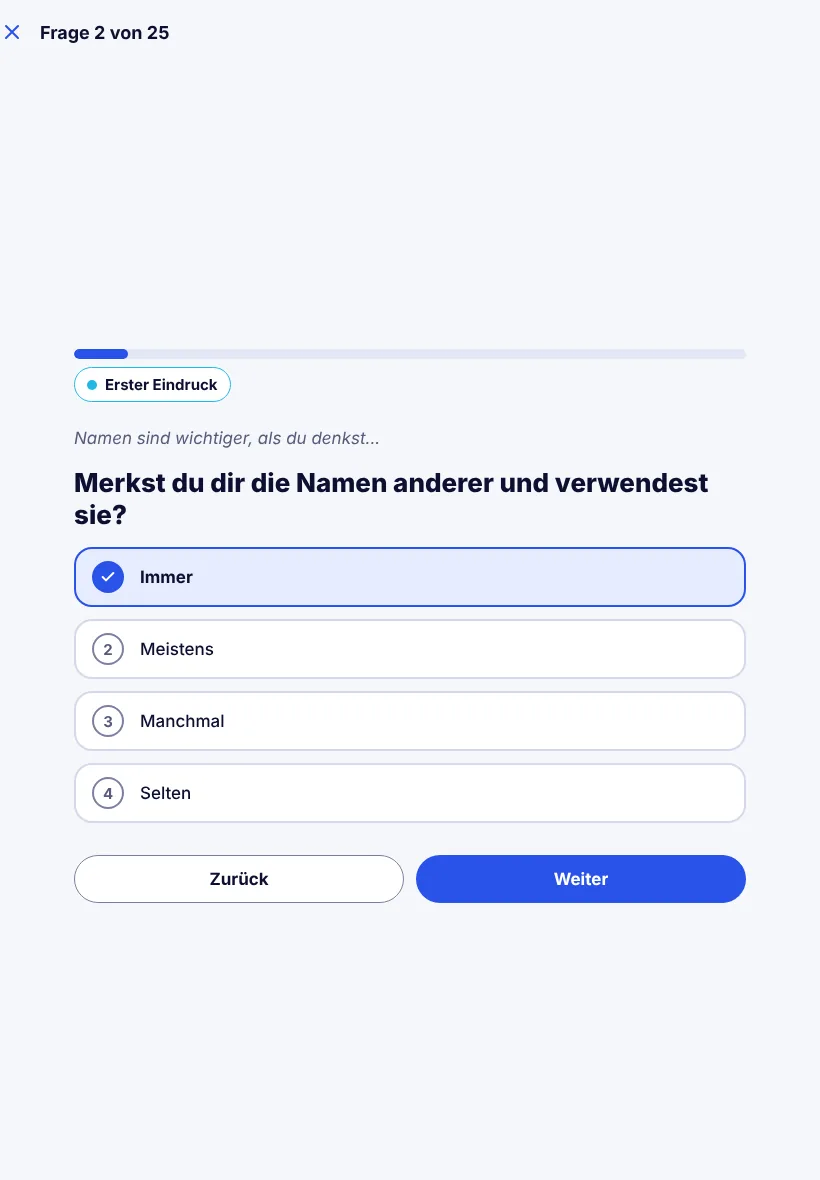 Frage 2 von 25
Erster Eindruck
Namen sind wichtiger, als du denkst...
Merkst du dir die Namen anderer und verwendest
sie?
Immer
2 Meistens
3 Manchmal
4 Selten
Zurück
Weiter